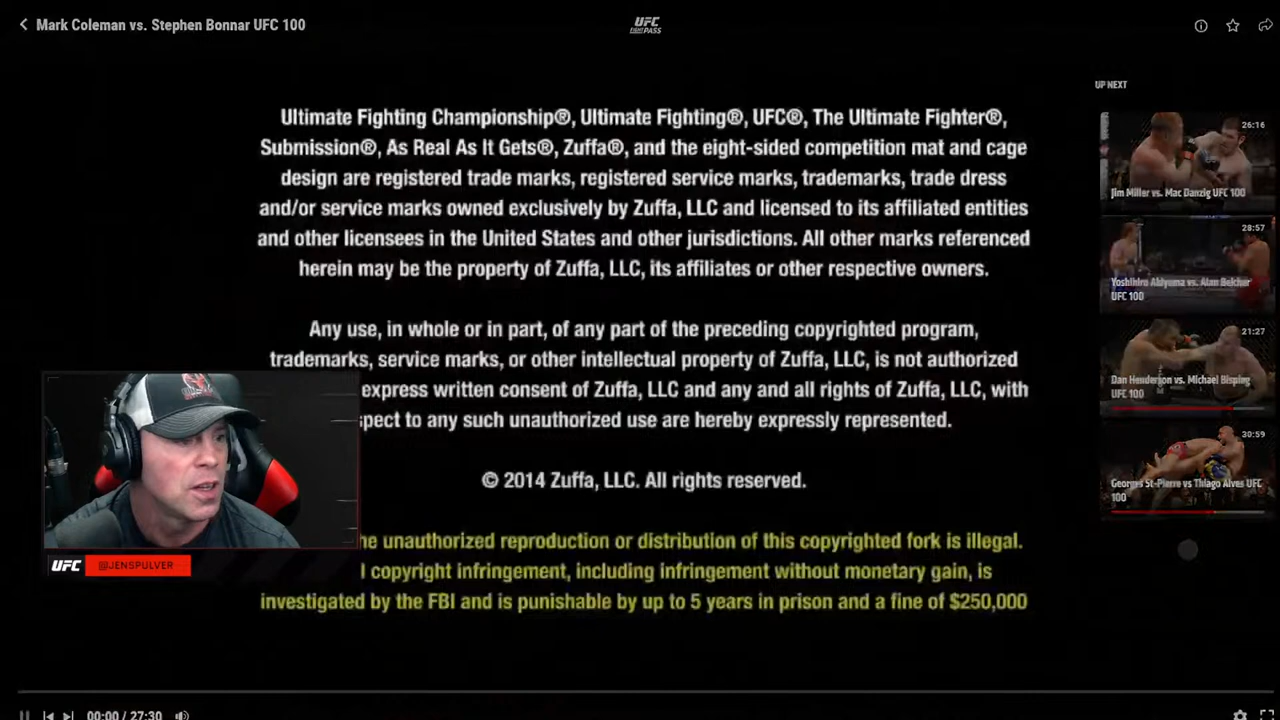 Mark Coleman vs. Stephen Bonnar UFC 100
UFC
FIGHT PASS
UP NEXT
Ultimate Fighting Championship®, Ultimate Fighting®, UFC®, The Ultimate Fighter®,
Submission®, As Real As It Gets®, Zuffa®, and the eight-sided competition mat and cage
design are registered trade marks, registered service marks, trademarks, trade dress
and/or service marks owned exclusively by Zuffa, LLC and licensed to its affiliated entities
and other licensees in the United States and other jurisdictions. All other marks referenced
herein may be the property of Zuffa, LLC, its affiliates or other respective owners.
Any use, in whole or in part, of any part of the preceding copyrighted program,
trademarks, service marks, or other intellectual property of Zuffa, LLC, is not authorized
express written consent of Zuffa, LLC and any and all rights of Zuffa, LLC, with
to any such unauthorized use are hereby expressly represented.
© 2014 Zuffa, LLC. All rights reserved.
unauthorized reproduction or distribution of this copyrighted fork is illegal.
copyright infringement, including infringement without monetary gain, is
investigated by the FBI and is punishable by up to 5 years in prison and a fine of $250,000
26:16
Jim Miller vs. Mac Danzig UFC 100
28:57
Yoshihiro Akiyama vs. Alan Belcher
UFC 100
21:27
Dan Henderson vs. Michael Bisping
UFC 100
30:59
Georges St-Pierre vs Thiago Alves UFC
100
UFC @JENSPULVER
00:00 / 27:30